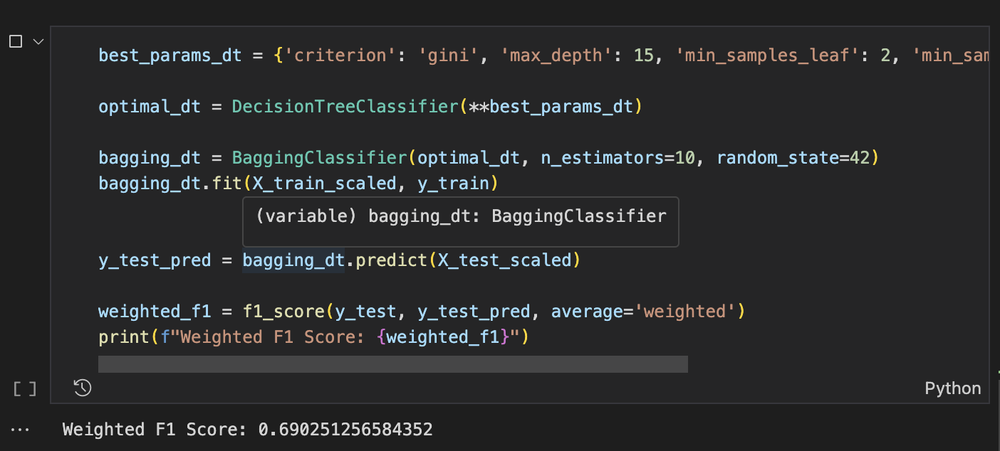 best_params_dt = {'criterion': 'gini', 'max_depth': 15, 'min_samples_leaf': 2, 'min_sam
optimal_dt = DecisionTreeClassifier(**best_params_dt)
bagging_dt = BaggingClassifier(optimal_dt, n_estimators=10, random_state=42)
bagging_dt.fit(X_train_scaled, y_train)
(variable) bagging_dt: BaggingClassifier
y_test_pred = bagging_dt.predict(X_test_scaled)
weighted_f1 = f1_score(y_test, y_test_pred, average='weighted')
print(f"Weighted F1 Score: {weighted_f1}")
[ ]
Python
... Weighted F1 Score: 0.690251256584352